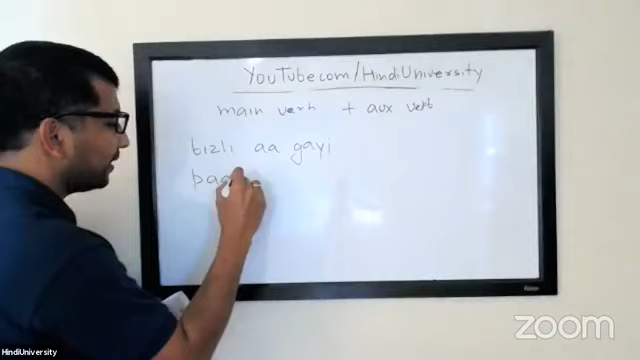 YouTube.com/HindiUniversity
main verb + aux verb
bizli aa gayi
zoom
HindiUniversity